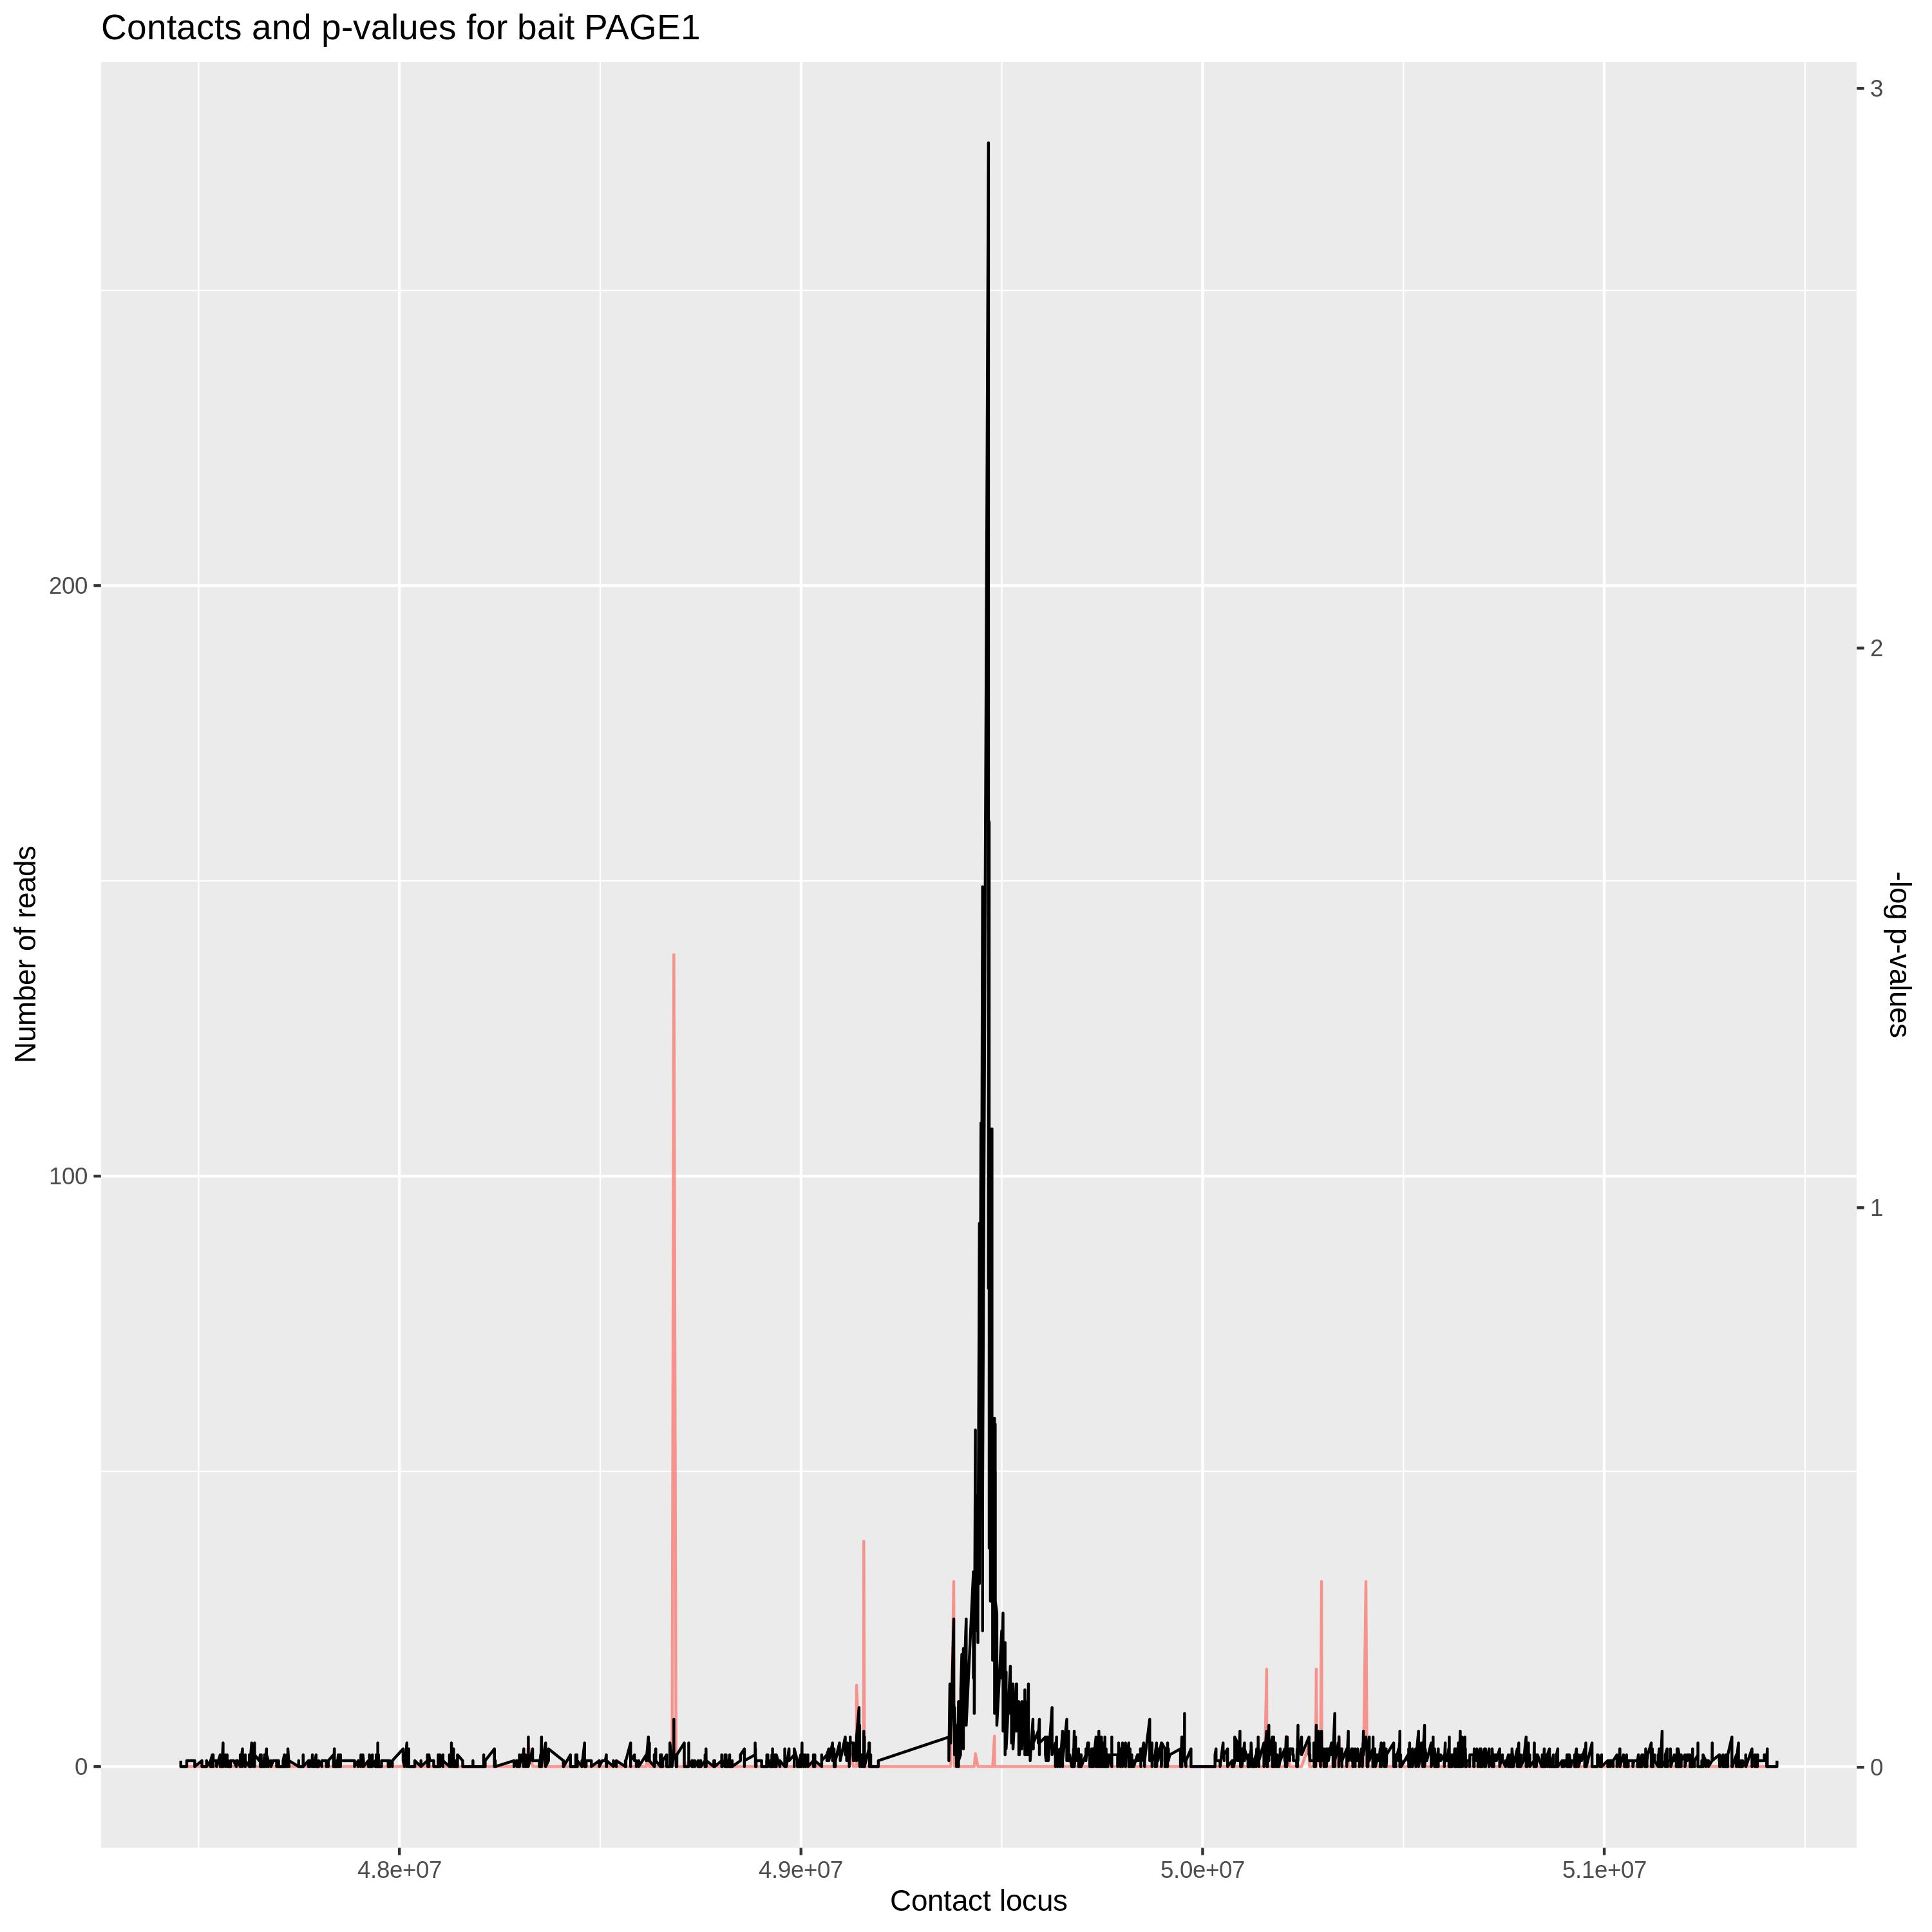 Contacts and p-values for bait PAGE1
3
200
2
Number of reads
-log p-values
100
1
0
0
4.8e+07
4.9e+07
5.0e+07
5.1e+07
Contact locus